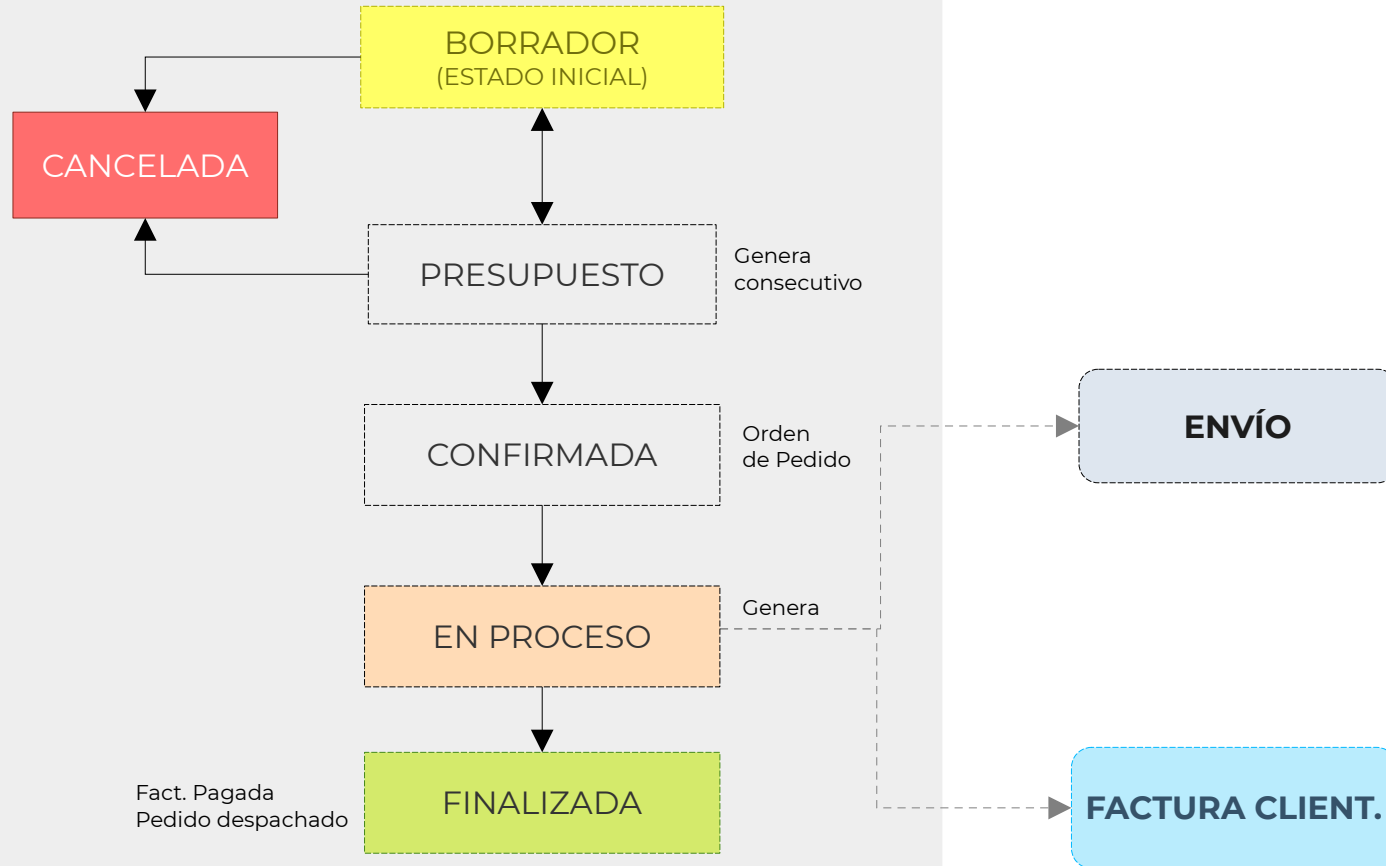 BORRADOR
(ESTADO INICIAL)
CANCELADA
PRESUPUESTO
Genera
consecutivo
CONFIRMADA
Orden
de Pedido
ENVÍO
EN PROCESO
Genera
FINALIZADA
Fact. Pagada
Pedido despachado
FACTURA CLIENT.